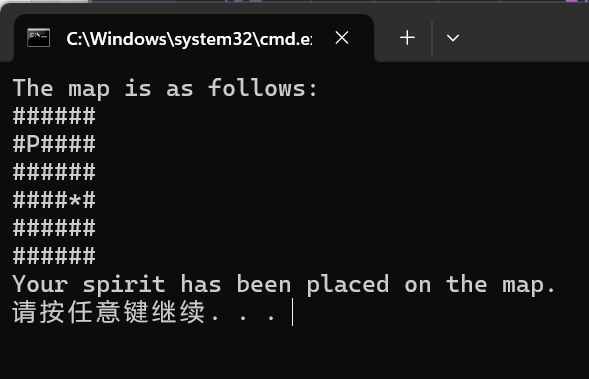 C:\Windows\system32\cmd.e
The map is as follows:
######
#P####
######
####*#
######
######
Your spirit has been placed on the map.
请按任意键继续. . .